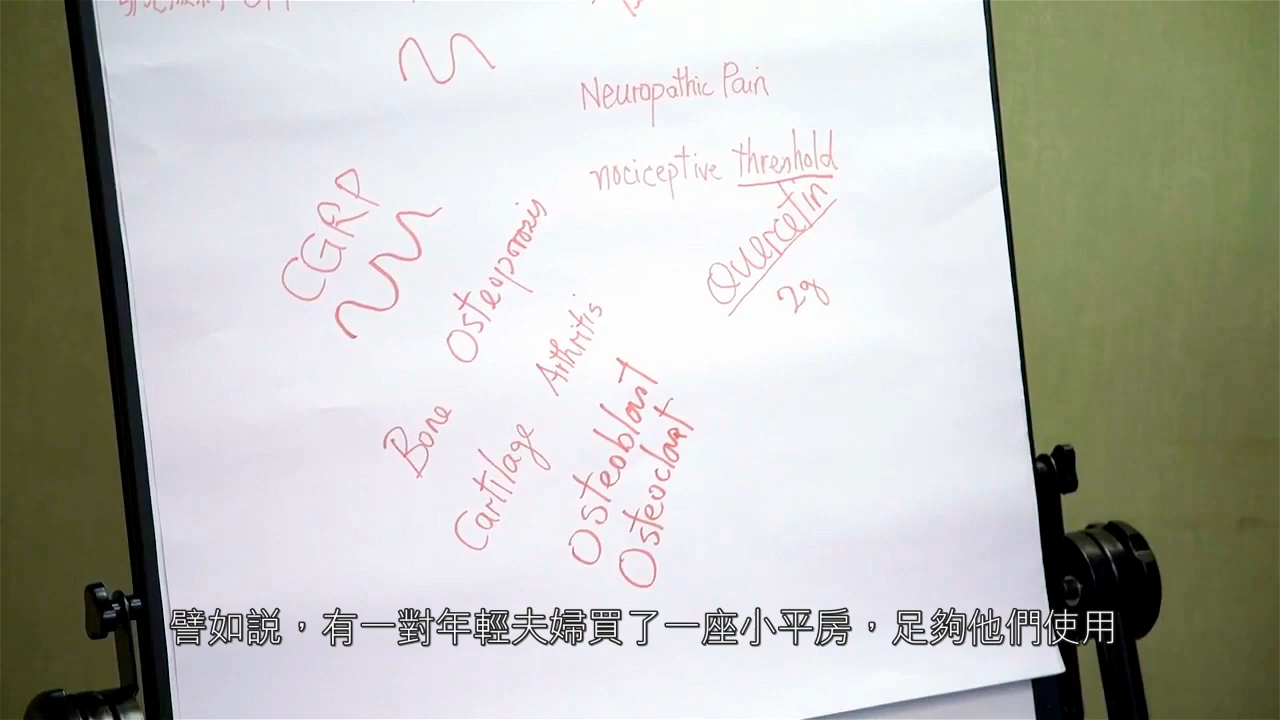 Neuropathic Pain
nociceptive threshold
Quercetin
2g
CGRP
Osteoporosis
Arthritis
Bone
Cartilage
Osteoblast
Osteoclast
譬如說，有一對年輕夫婦買了一座小平房，足夠他們使用